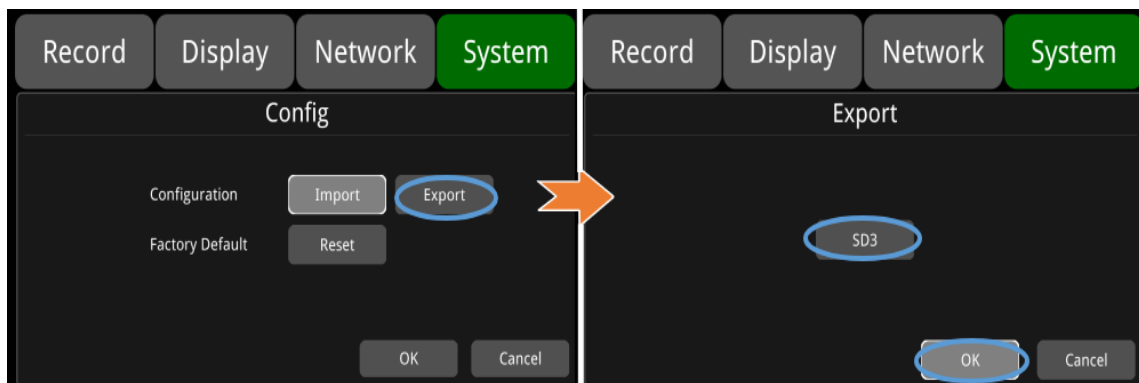 Record Display Network System
Config
Configuration Import Export
Factory Default Reset
OK Cancel
Record Display Network System
Export
SD3
OK Cancel